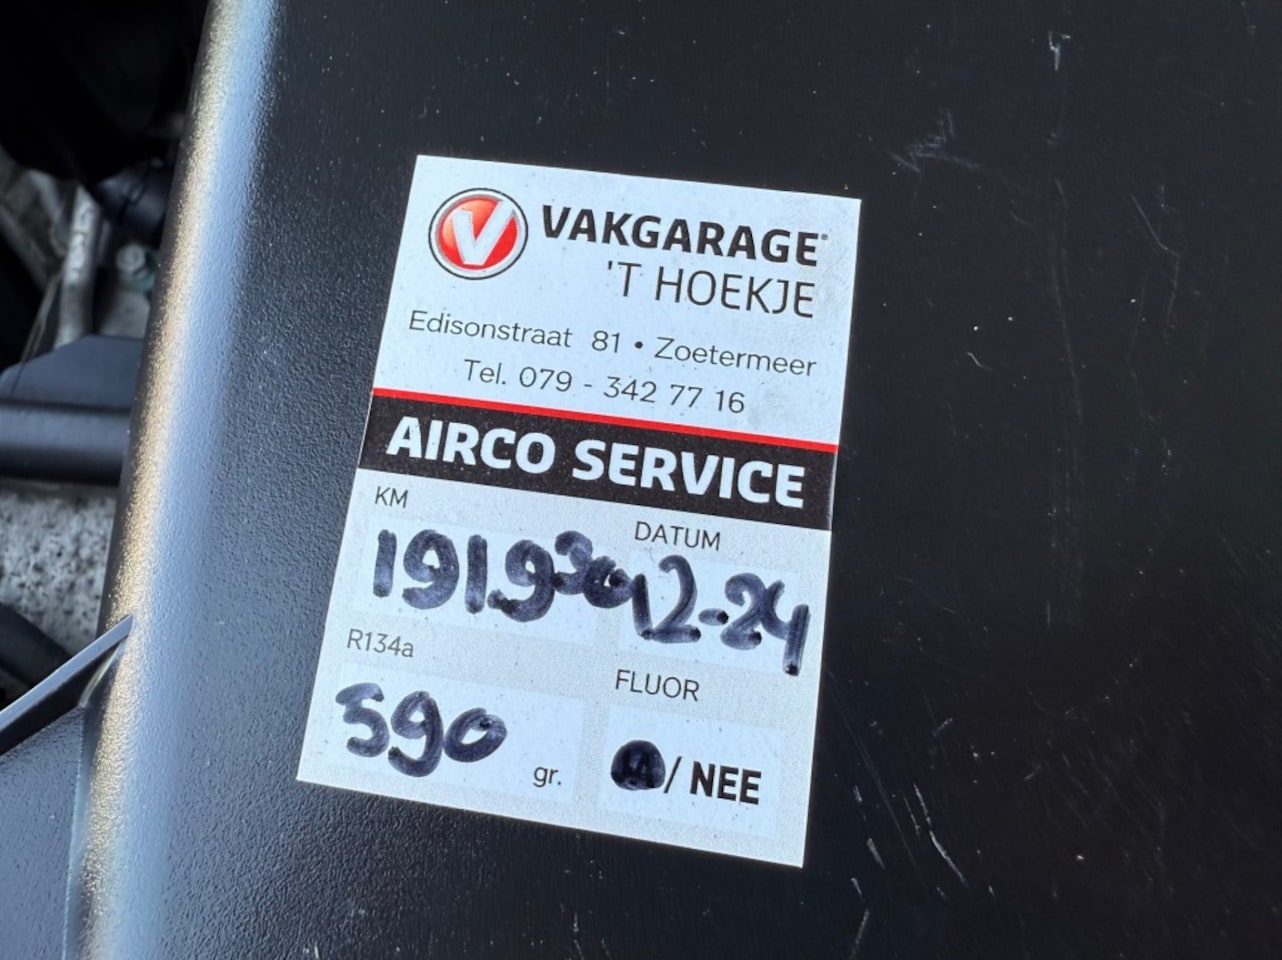 VAKGARAGE®
'T HOEKJE
Edisonstraat 81 • Zoetermeer
Tel. 079 - 342 77 16
AIRCO SERVICE
KM
DATUM
12-24
R134a
FLUOR
590 gr.
/ NEE